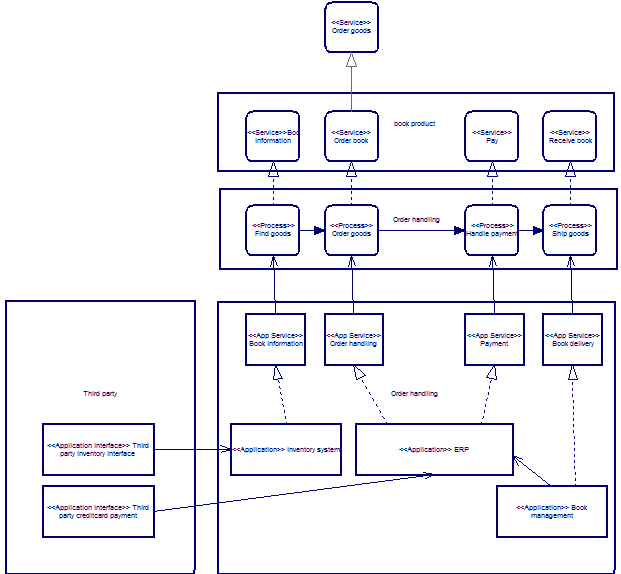 <<Service>>
Order goods
book product
<<Service>>Boo
information
<<Service>>
Order book
<<Service>>
Pay
<<Service>>
Receive book
Order handling
<<Process>>
Find goods
<<Process>>
Order goods
<<Process>>
Handle payment
<<Process>>
Ship goods
<<App Service>>
Book information
<<App Service>>
Order handling
<<App Service>>
Payment
<<App Service>>
Book delivery
Third party
Order handling
<<Application Interface>> Third
party inventory interface
<<Application>> Inventory system
<<Application>> ERP
<<Application Interface>> Third
party creditcard payment
<<Application>> Book
management